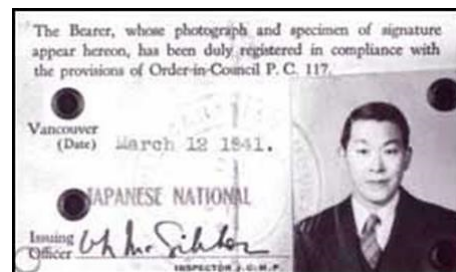 The Bearer, whose photograph and specimen of signature
appear hereon, has been duly registered in compliance with
the provisions of Order-in-Council P. C. 117.
Vancouver
(Date) March 12 1941.
JAPANESE NATIONAL
Issuing
Officer
INSPECTOR